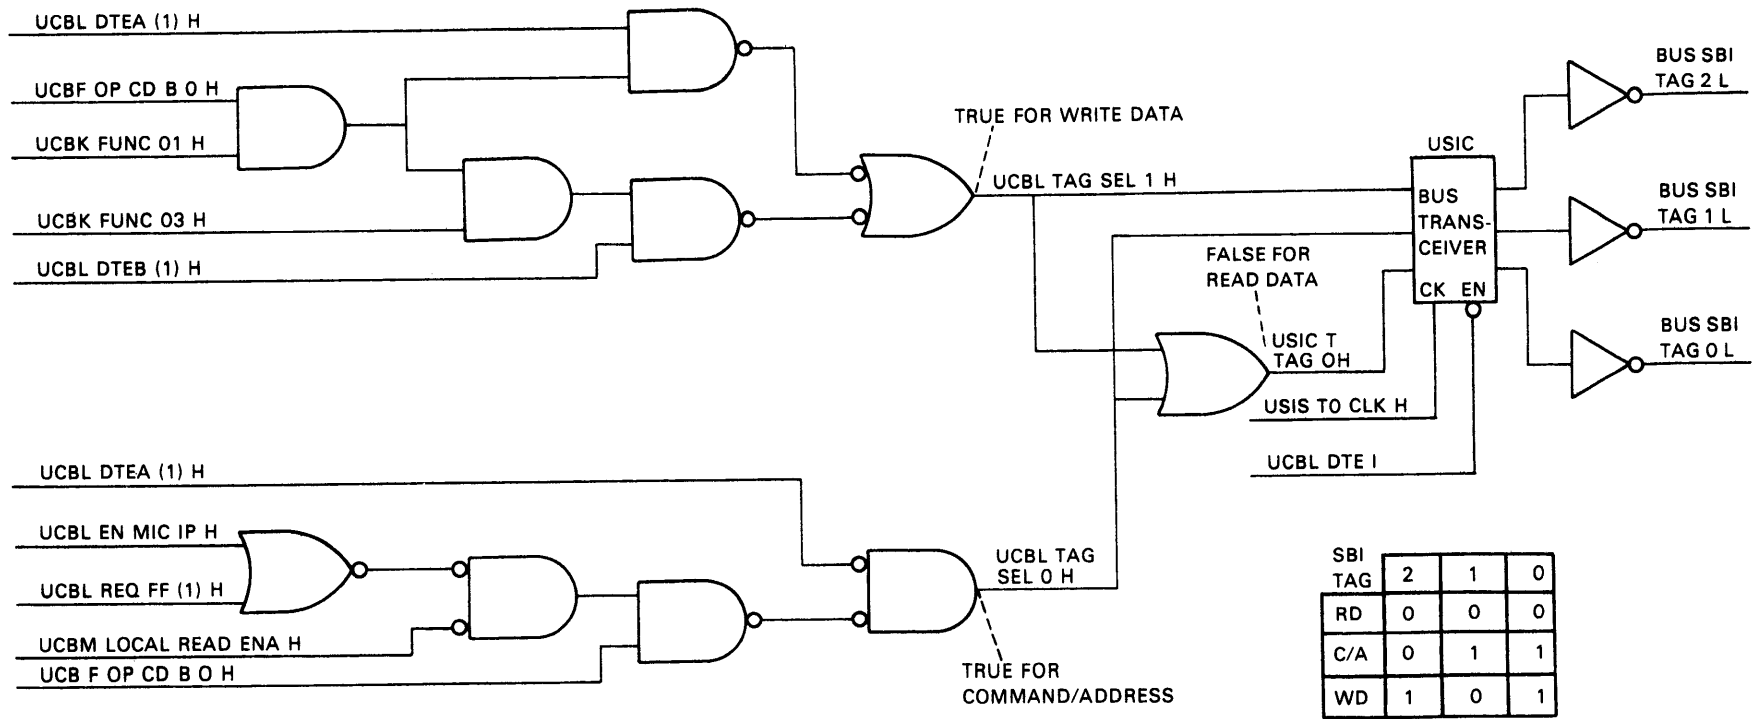 UCBL DTEA (1) H
UCBF OP CD B 0 H
UCBK FUNC 01 H
UCBK FUNC 03 H
UCBL DTEB (1) H
TRUE FOR WRITE DATA
UCBL TAG SEL 1 H
FALSE FOR
READ DATA
USIC T
TAG OH
USIS TO CLK H
UCBL DTE I
USIC
BUS
TRANS-
CEIVER
CK EN
BUS SBI
TAG 2 L
BUS SBI
TAG 1 L
BUS SBI
TAG 0 L
UCBL DTEA (1) H
UCBL EN MIC IP H
UCBL REQ FF (1) H
UCBM LOCAL READ ENA H
UCB F OP CD B O H
UCBL TAG
SEL 0 H
TRUE FOR
COMMAND/ADDRESS
SBI
TAG 2 1 0
RD 0 0 0
C/A 0 1 1
WD 1 0 1